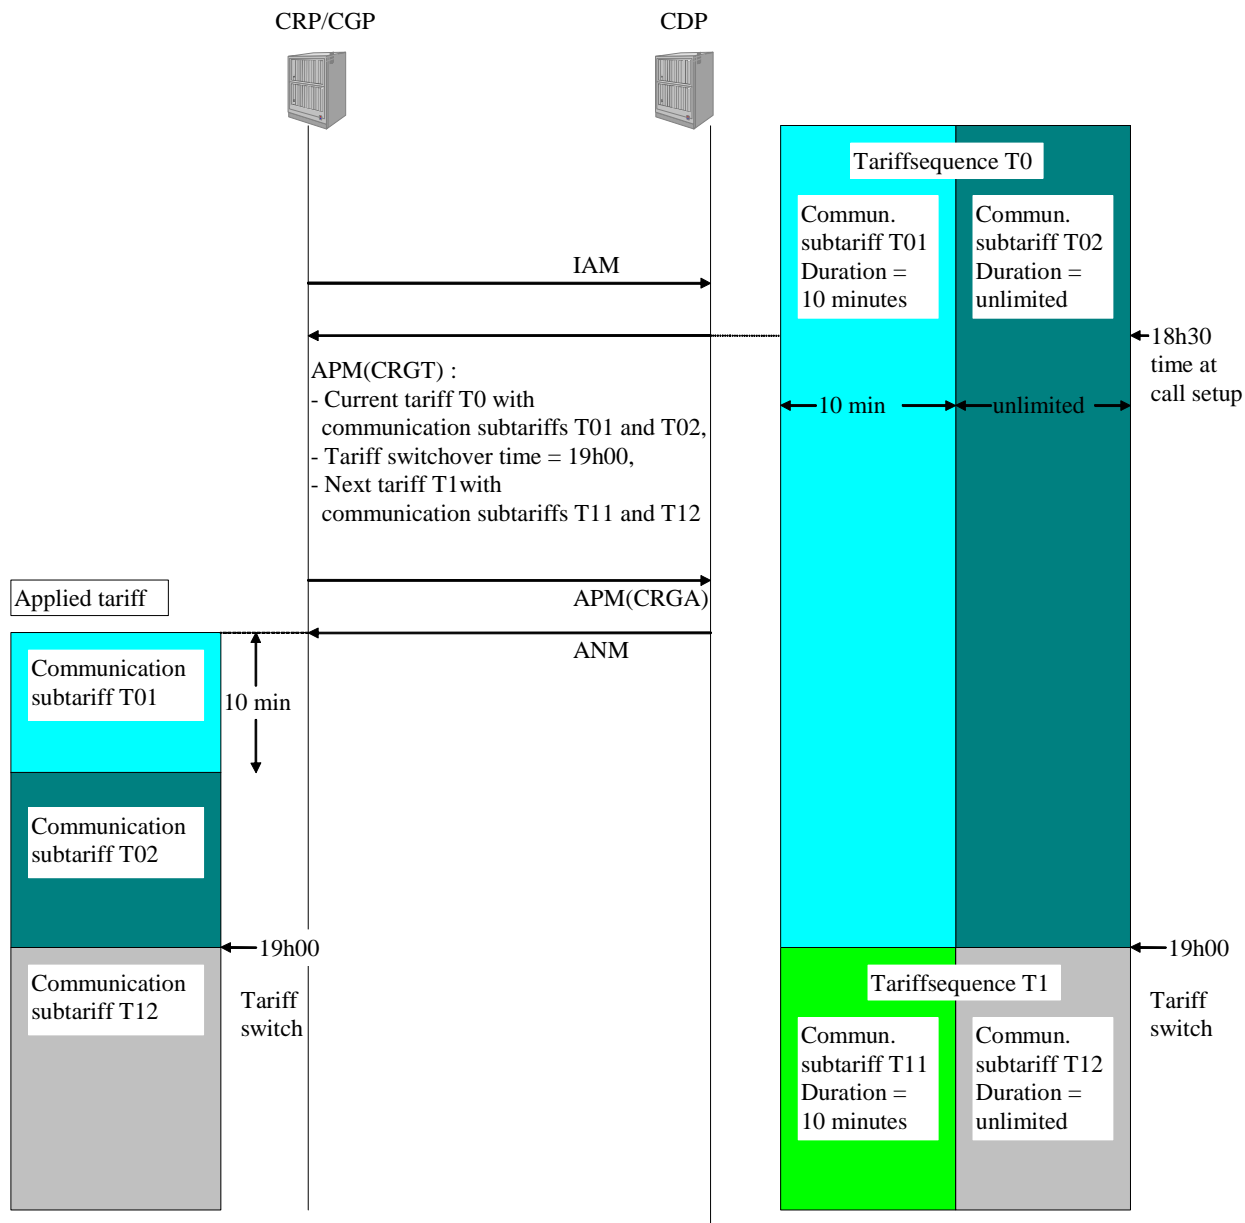 CRP/CGP
CDP
Tariffsequence T0
Commun.
subtariff T01
Duration =
10 minutes
Commun.
subtariff T02
Duration =
unlimited
IAM
18h30
time at
call setup
APM(CRGT) :
- Current tariff T0 with
communication subtariffs T01 and T02,
- Tariff switchover time = 19h00,
- Next tariff T1with
communication subtariffs T11 and T12
10 min
unlimited
APM(CRGA)
Applied tariff
ANM
Communication
subtariff T01
10 min
Communication
subtariff T02
19h00
Tariff
switch
Communication
subtariff T12
19h00
Tariff
switch
Tariffsequence T1
Commun.
subtariff T11
Duration =
10 minutes
Commun.
subtariff T12
Duration =
unlimited